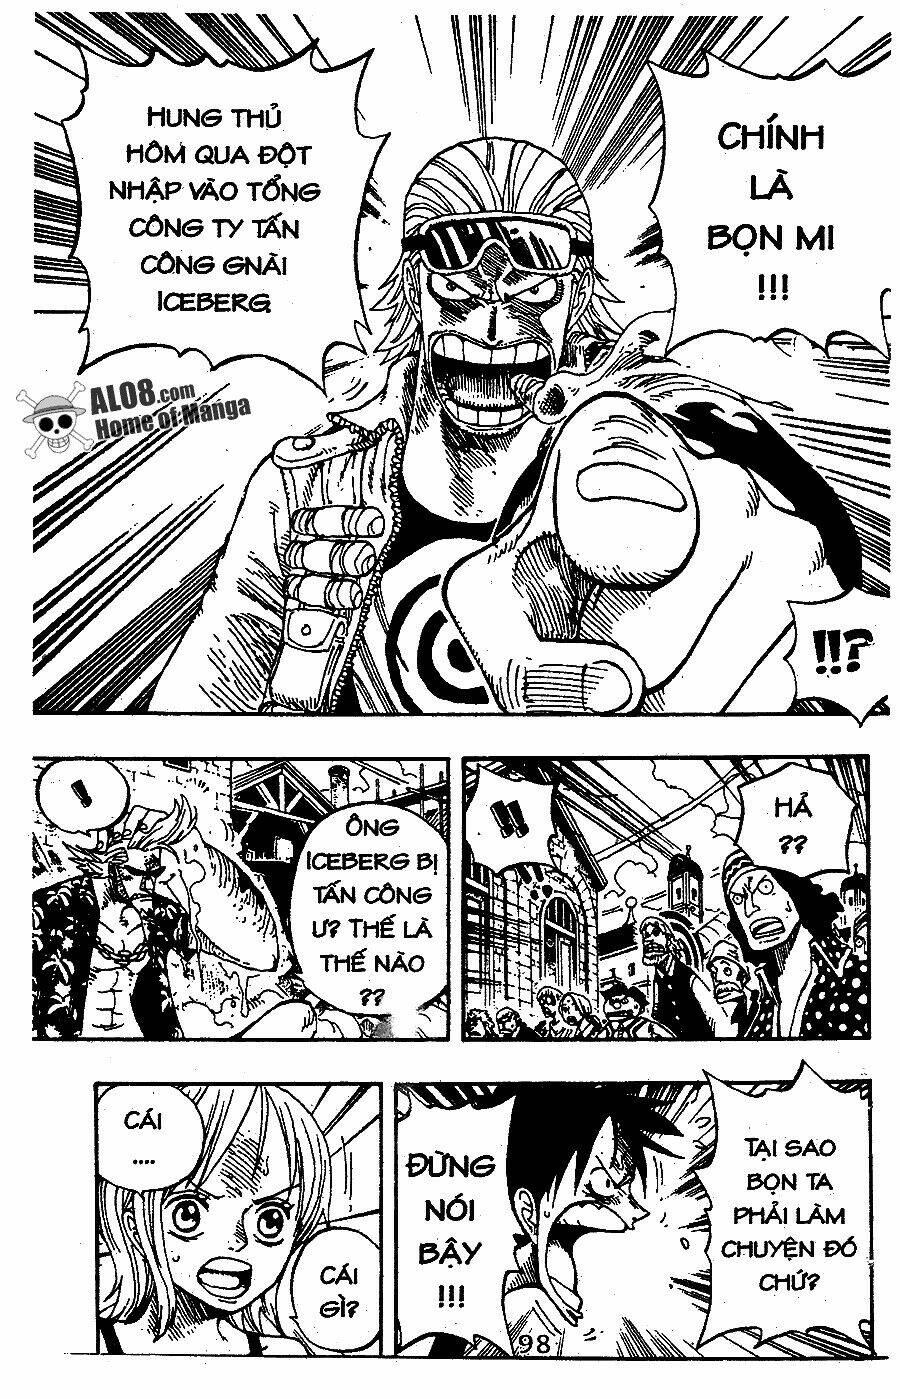 CHÍNH
LÀ
BỌN MI
!!!
HUNG THỦ
HÔM QUA ĐỘT
NHẬP VÀO TỔNG
CÔNG TY TẤN
CÔNG GNÀI
ICEBERG.
ALO8.com
Home Of Manga
!!?
HẢ
??
!!
ÔNG
ICEBERG BỊ
TẤN CÔNG
Ư? THẾ LÀ
THẾ NÀO
??
!
TẠI SAO
BỌN TA
PHẢI LÀM
CHUYỆN ĐÓ
CHỨ?
ĐỪNG
NÓI
BẬY
!!!
CÁI
....
CÁI
GÌ?
98